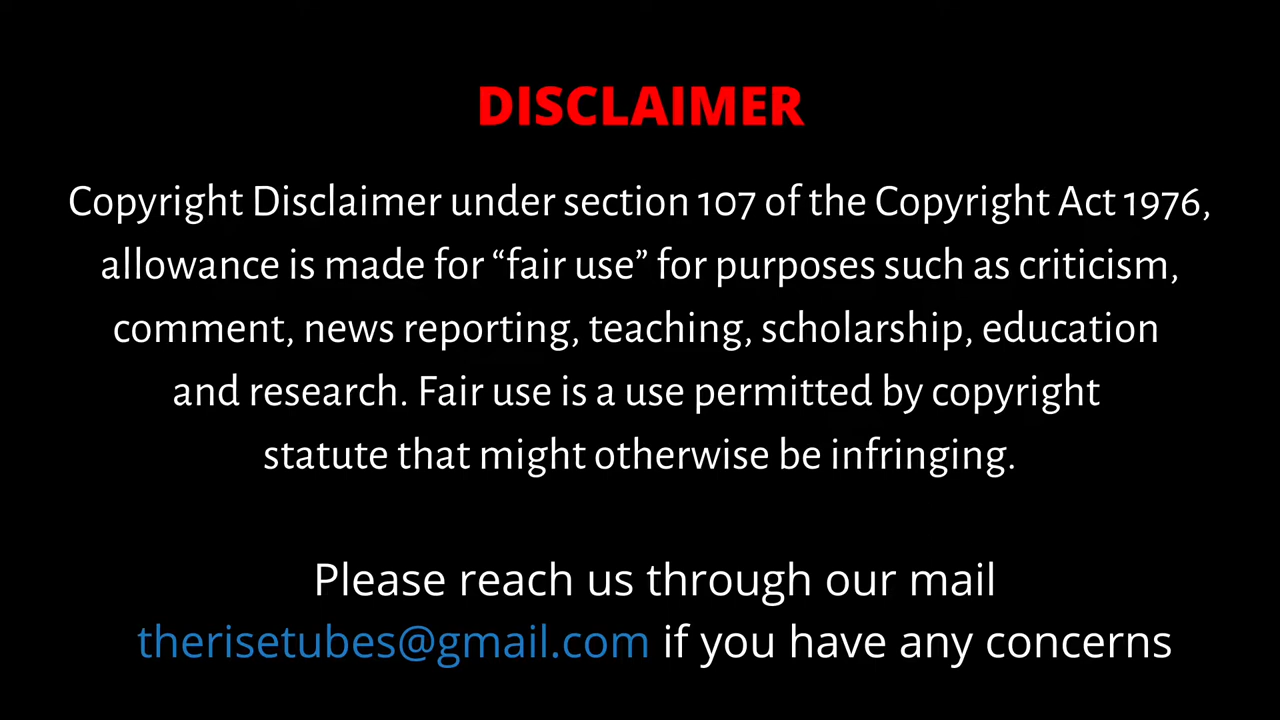 DISCLAIMER
Copyright Disclaimer under section 107 of the Copyright Act 1976,
allowance is made for “fair use” for purposes such as criticism,
comment, news reporting, teaching, scholarship, education
and research. Fair use is a use permitted by copyright
statute that might otherwise be infringing.
Please reach us through our mail
therisetubes@gmail.com if you have any concerns